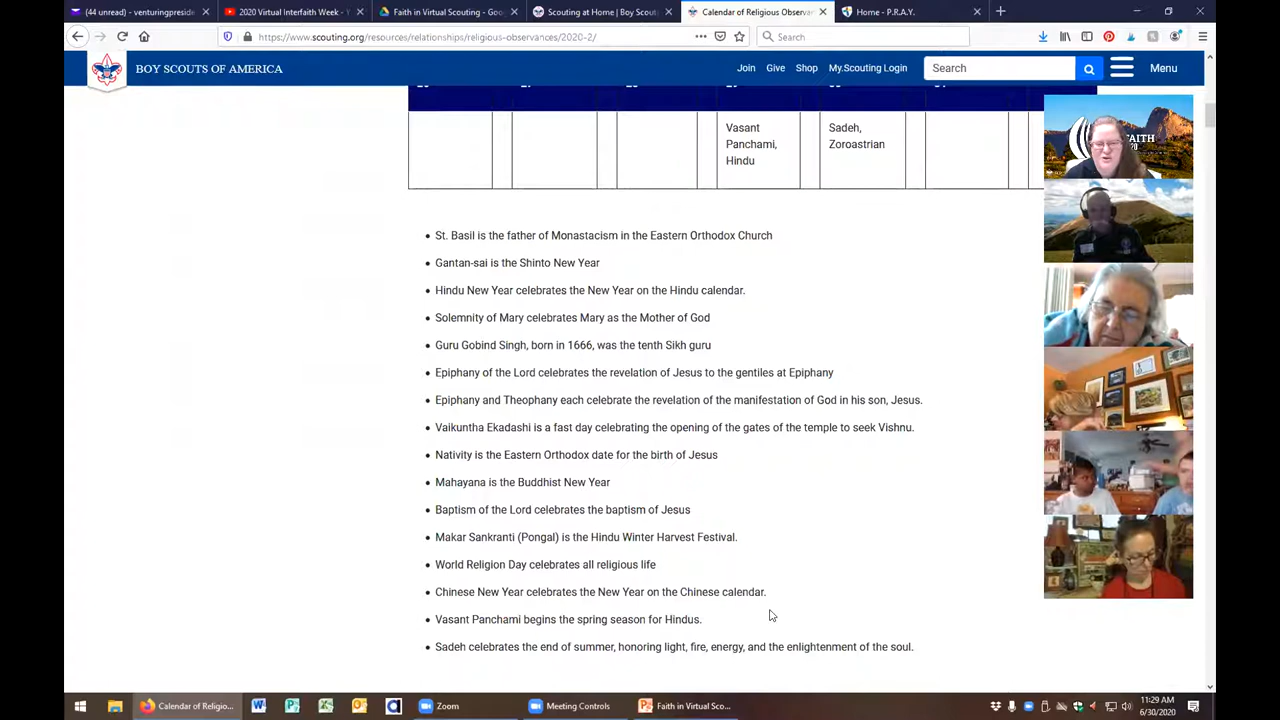 (44 unread) - venturingpreside
2020 Virtual Interfaith Week - Y
Faith in Virtual Scouting - Goo
Scouting at Home | Boy Scouts
Calendar of Religious Observan
Home - P.R.A.Y.
https://www.scouting.org/resources/relationships/religious-observances/2020-2/
Search
BOY SCOUTS OF AMERICA
Join
Give
Shop
My.Scouting Login
Search
Menu
Vasant
Panchami,
Hindu
Sadeh,
Zoroastrian
FAITH
• St. Basil is the father of Monastacism in the Eastern Orthodox Church
• Gantan-sai is the Shinto New Year
• Hindu New Year celebrates the New Year on the Hindu calendar.
• Solemnity of Mary celebrates Mary as the Mother of God
• Guru Gobind Singh, born in 1666, was the tenth Sikh guru
• Epiphany of the Lord celebrates the revelation of Jesus to the gentiles at Epiphany
• Epiphany and Theophany each celebrate the revelation of the manifestation of God in his son, Jesus.
• Vaikuntha Ekadashi is a fast day celebrating the opening of the gates of the temple to seek Vishnu.
• Nativity is the Eastern Orthodox date for the birth of Jesus
• Mahayana is the Buddhist New Year
• Baptism of the Lord celebrates the baptism of Jesus
• Makar Sankranti (Pongal) is the Hindu Winter Harvest Festival.
• World Religion Day celebrates all religious life
• Chinese New Year celebrates the New Year on the Chinese calendar.
• Vasant Panchami begins the spring season for Hindus.
• Sadeh celebrates the end of summer, honoring light, fire, energy, and the enlightenment of the soul.
Calendar of Religio...
Zoom
Meeting Controls
Faith in Virtual Sco...
11:29 AM
6/30/2020